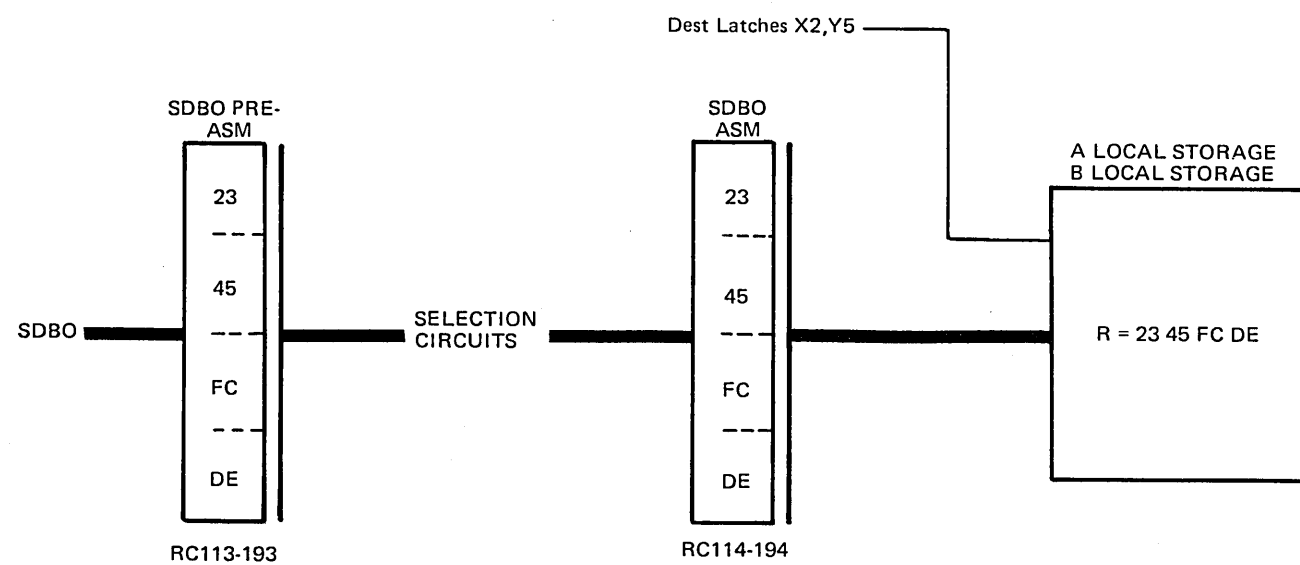 Dest Latches X2,Y5
SDBO PRE-
ASM
23
45
FC
DE
RC113-193
SDBO
SELECTION
CIRCUITS
SDBO
ASM
23
45
FC
DE
RC114-194
A LOCAL STORAGE
B LOCAL STORAGE
R = 23 45 FC DE